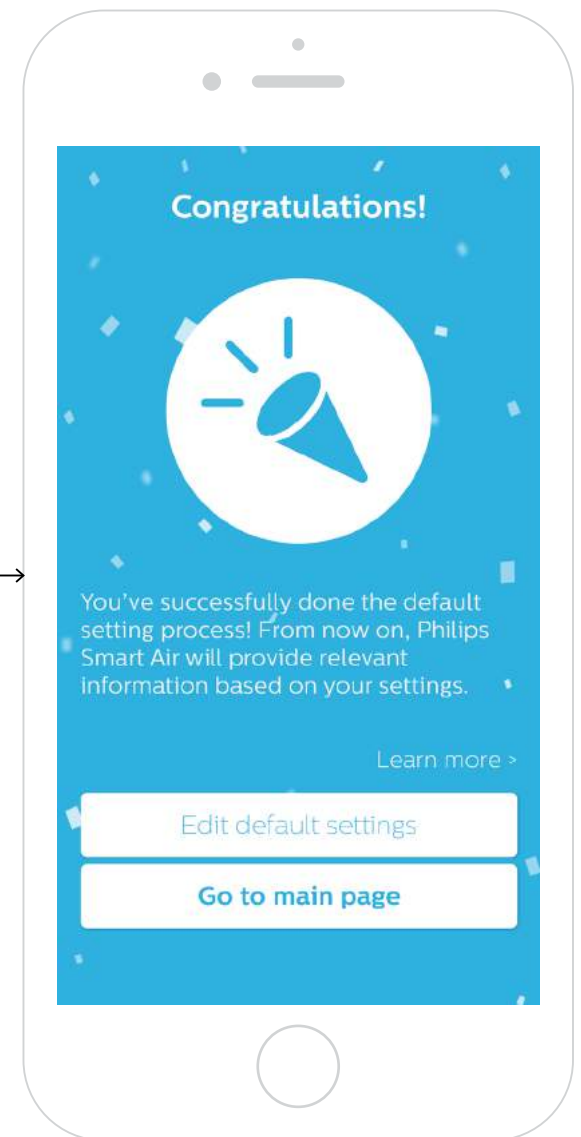 Congratulations!
You've successfully done the default
setting process! From now on, Philips
Smart Air will provide relevant
information based on your settings.
Learn more >
Edit default settings
Go to main page